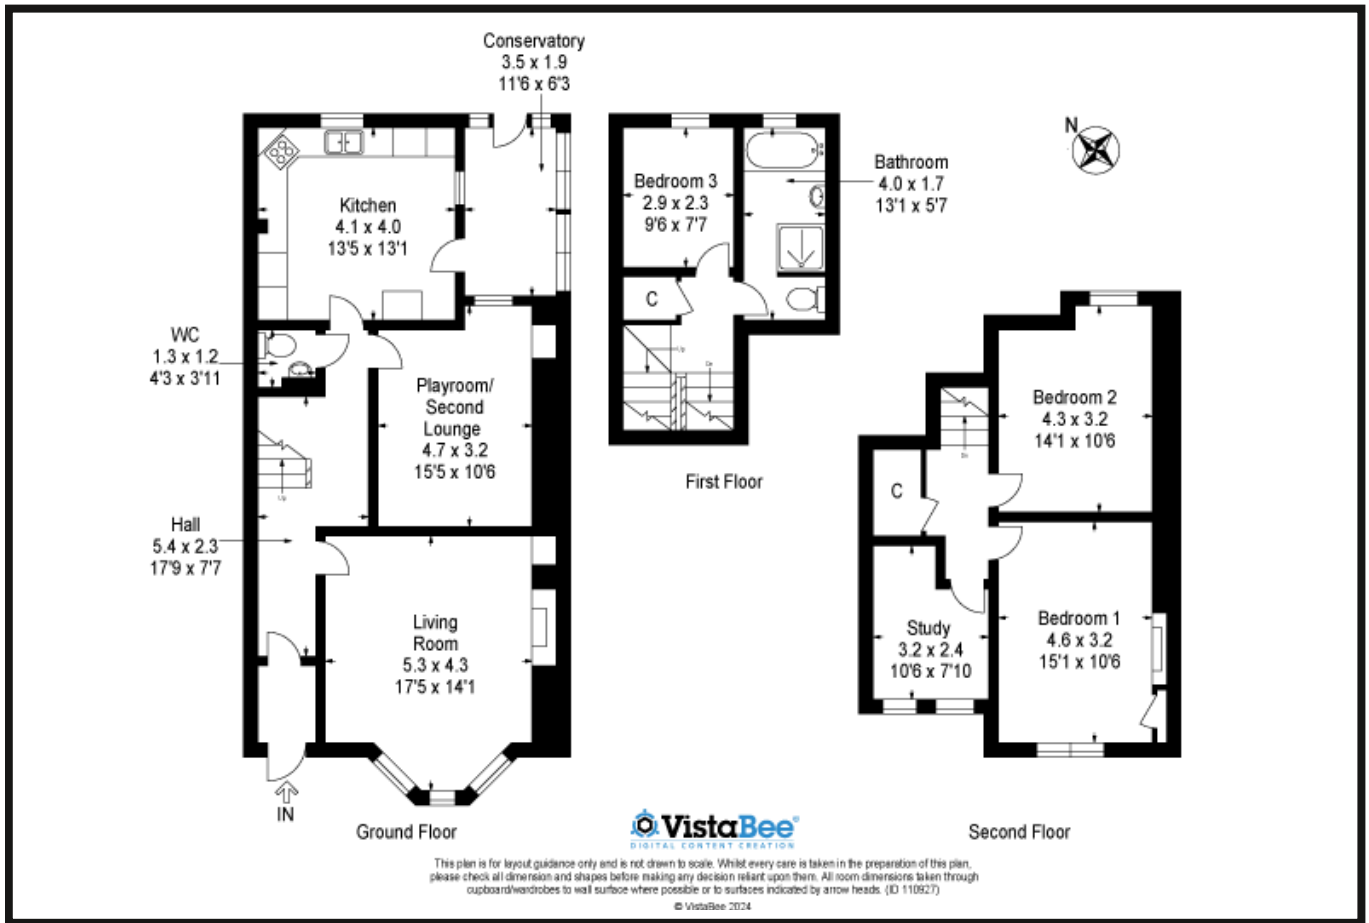 Conservatory
3.5 x 1.9
11'6 x 6'3
Kitchen
4.1 x 4.0
13'5 x 13'1
WC
1.3 x 1.2
4'3 x 3'11
Playroom/
Second
Lounge
4.7 x 3.2
15'5 x 10'6
Up
Hall
5.4 x 2.3
17'9 x 7'7
Living
Room
5.3 x 4.3
17'5 x 14'1
IN
Ground Floor
Bedroom 3
2.9 x 2.3
9'6 x 7'7
Bathroom
4.0 x 1.7
13'1 x 5'7
C
Up
Dn
First Floor
N
Bedroom 2
4.3 x 3.2
14'1 x 10'6
Dn
C
Study
3.2 x 2.4
10'6 x 7'10
Bedroom 1
4.6 x 3.2
15'1 x 10'6
Second Floor
VistaBee®
DIGITAL CONTENT CREATION
This plan is for layout guidance only and is not drawn to scale. Whilst every care is taken in the preparation of this plan,
please check all dimension and shapes before making any decision reliant upon them. All room dimensions taken through
cupboard/wardrobes to wall surface where possible or to surfaces indicated by arrow heads. (ID 110927)
© VistaBee 2024